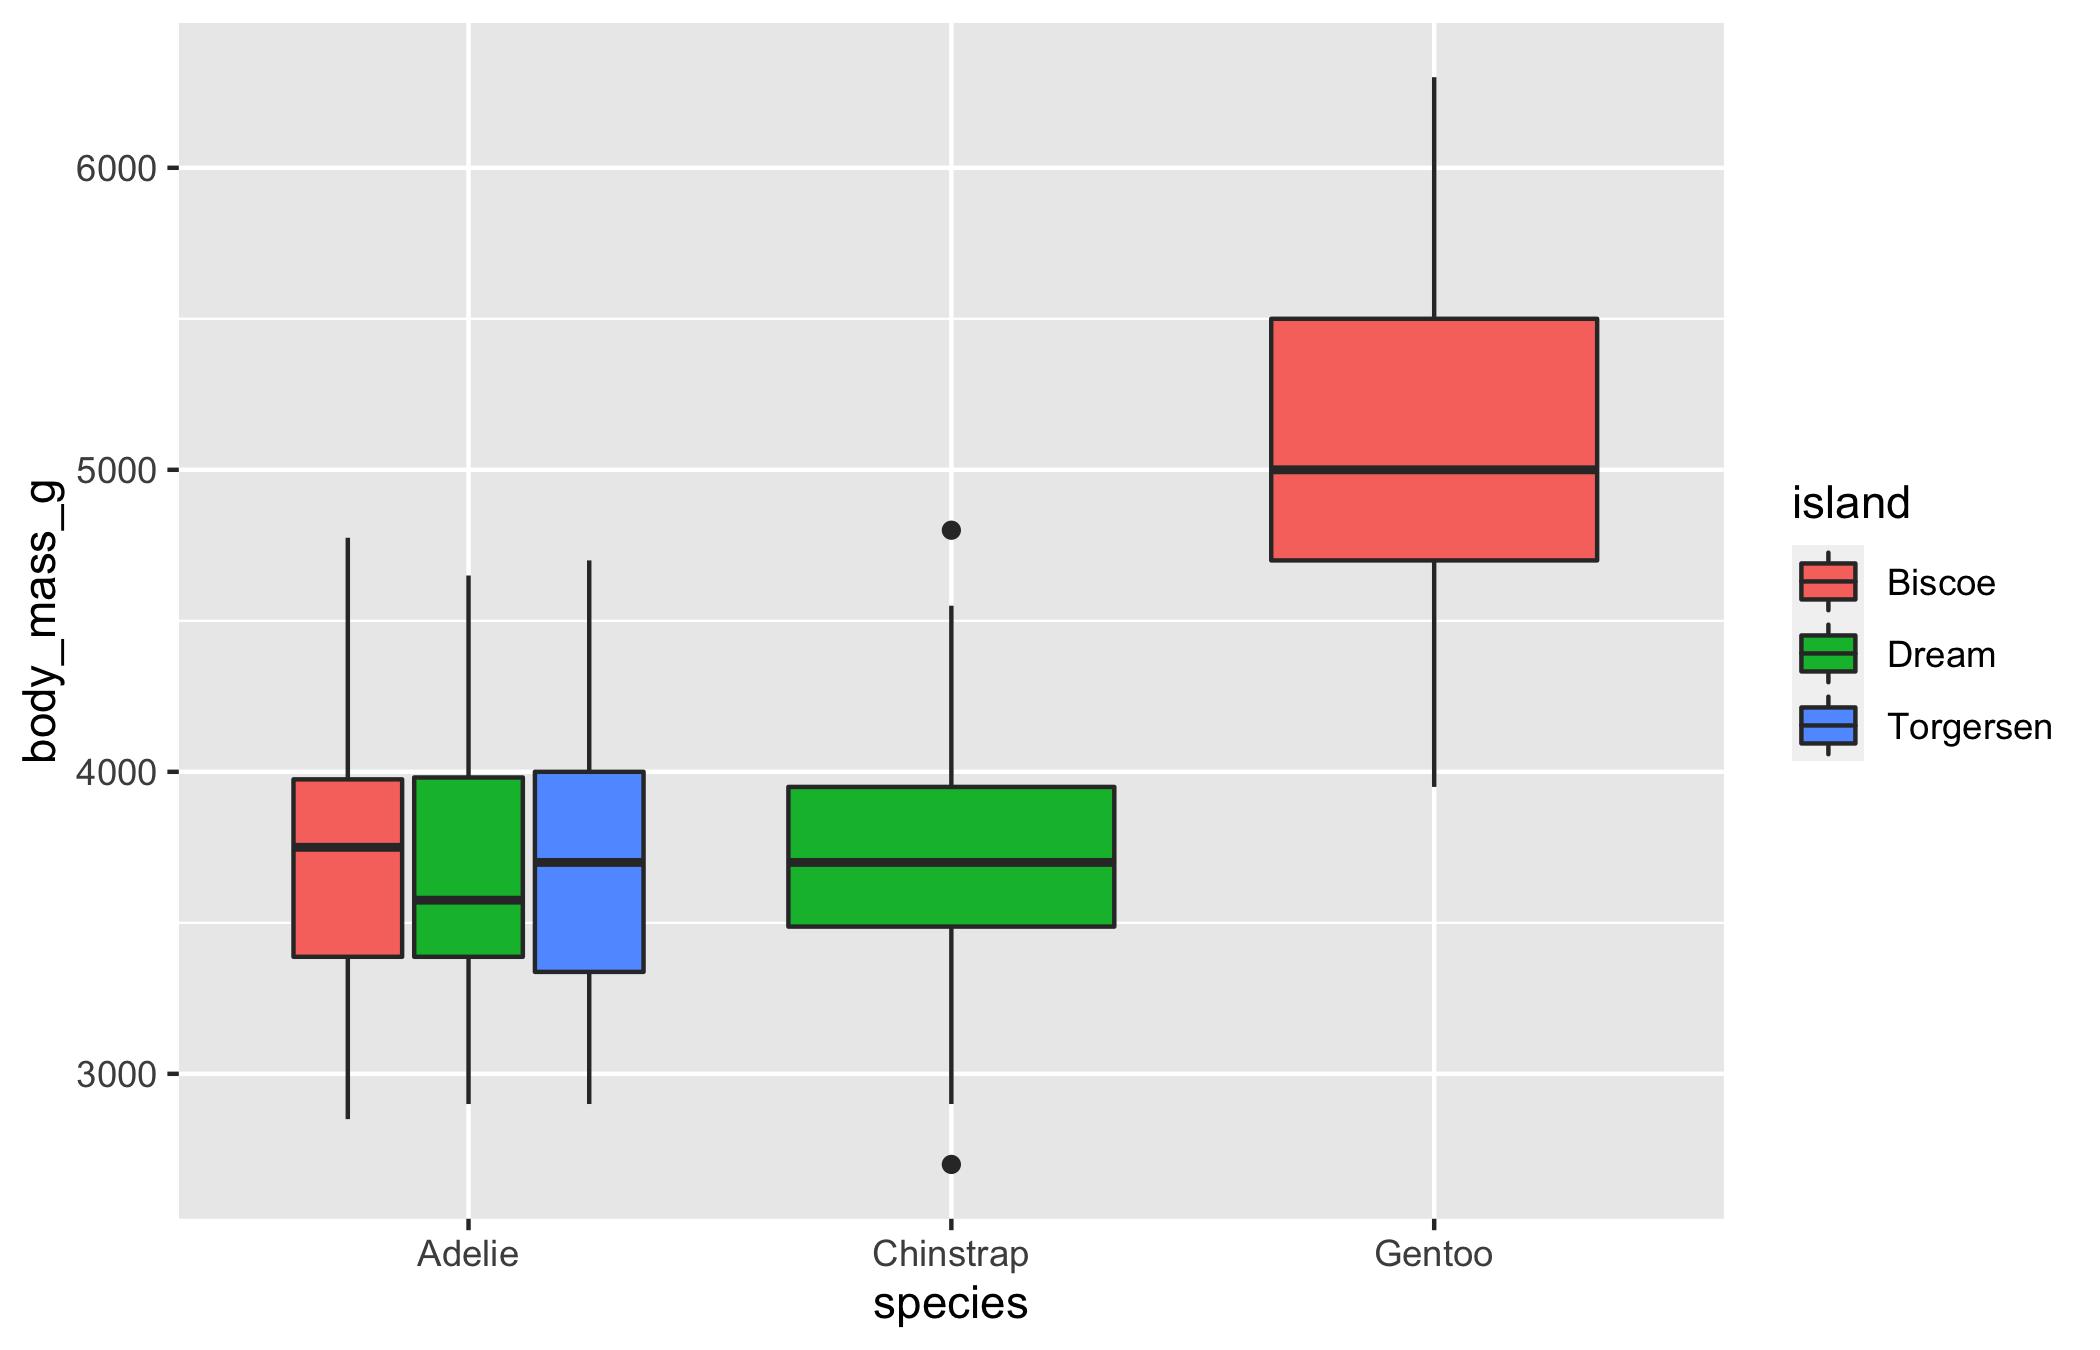 body_mass_g
6000
5000
4000
3000
Adelie Chinstrap Gentoo
species
island
Biscoe
Dream
Torgersen